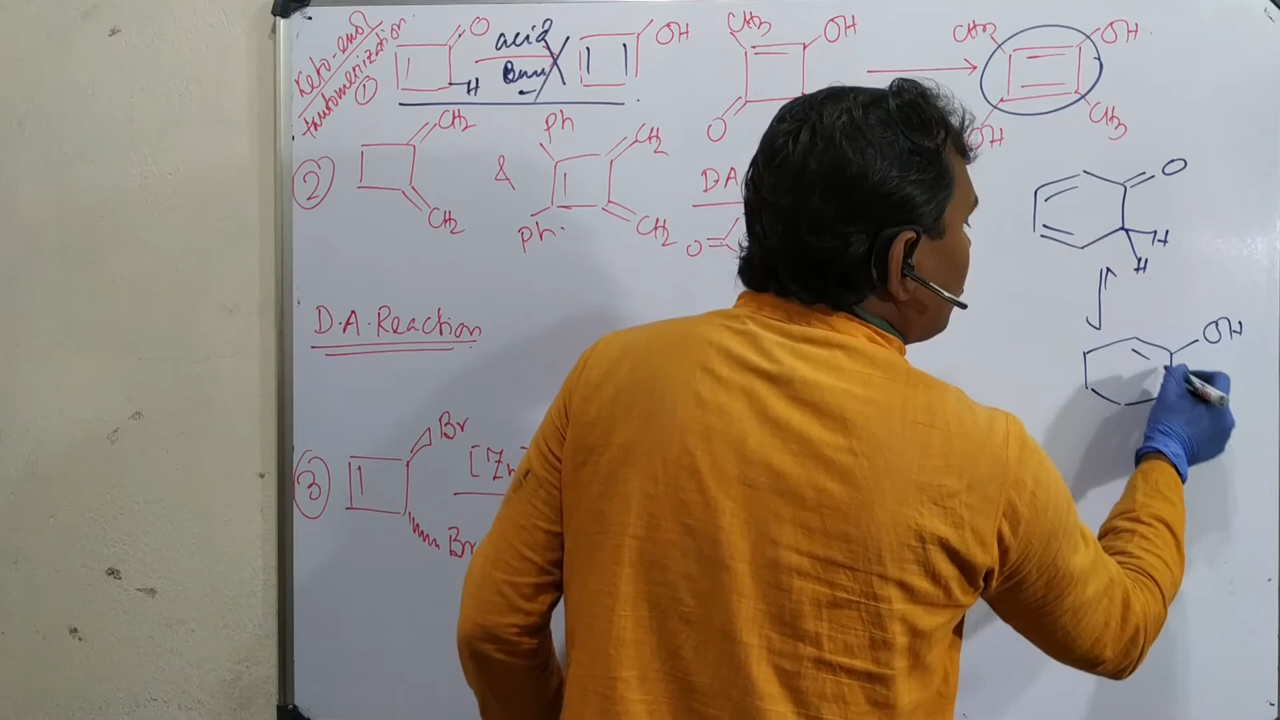 Keto-enol
tautomerization
①
O
H
acid
Base
OH
CH3
OH
O
CH3
OH
OH
CH3
②
CH2
CH2
&
Ph
Ph
CH2
CH2
DA
O
O
H
H
OH
D.A. Reaction
③
Br
Br
[Zn